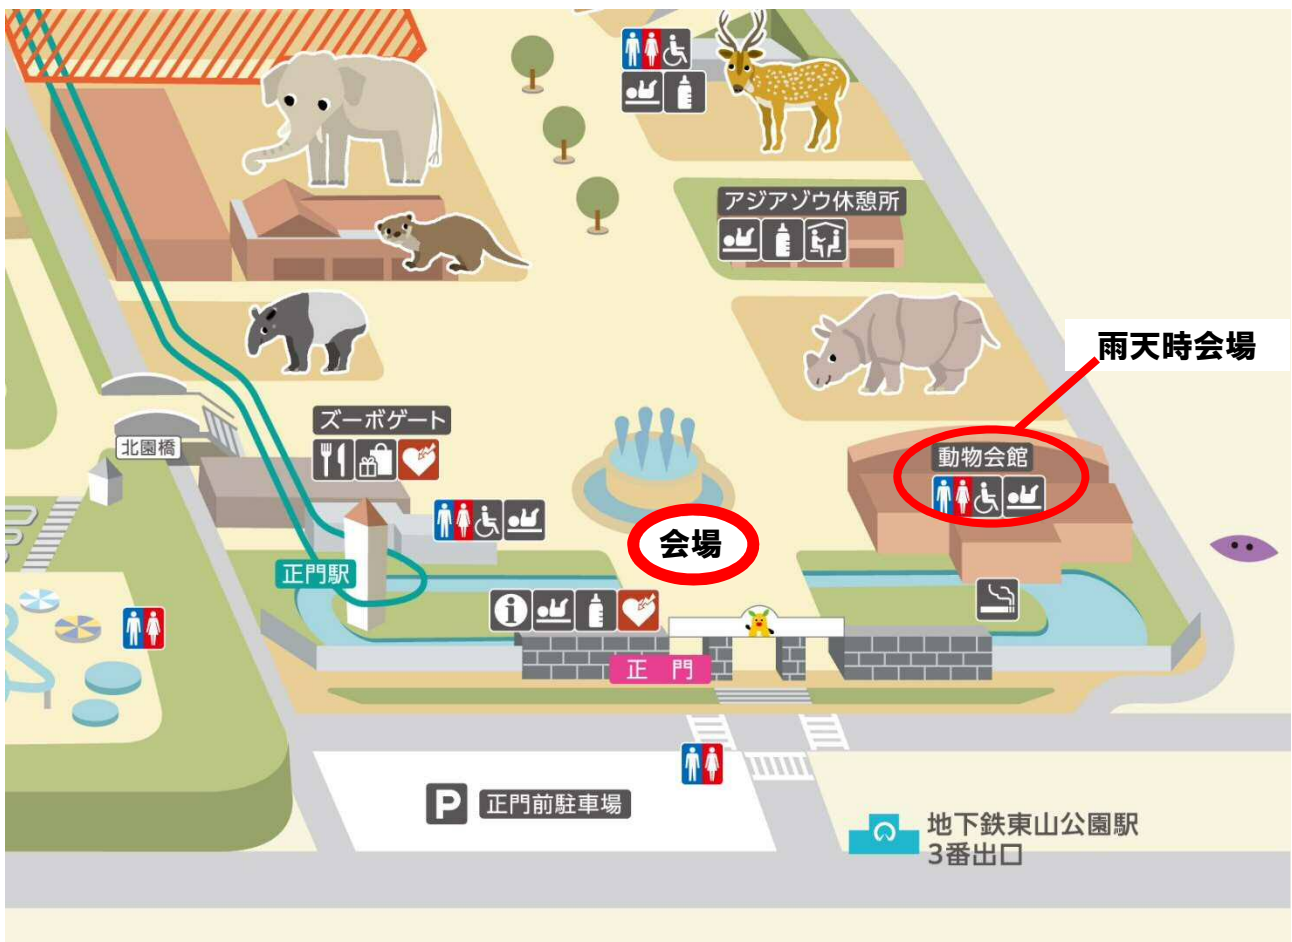 アジアゾウ休憩所
雨天時会場
ズーボゲート
北園橋
動物会館
会場
正門駅
i
正 門
P
正門前駐車場
地下鉄東山公園駅
3番出口